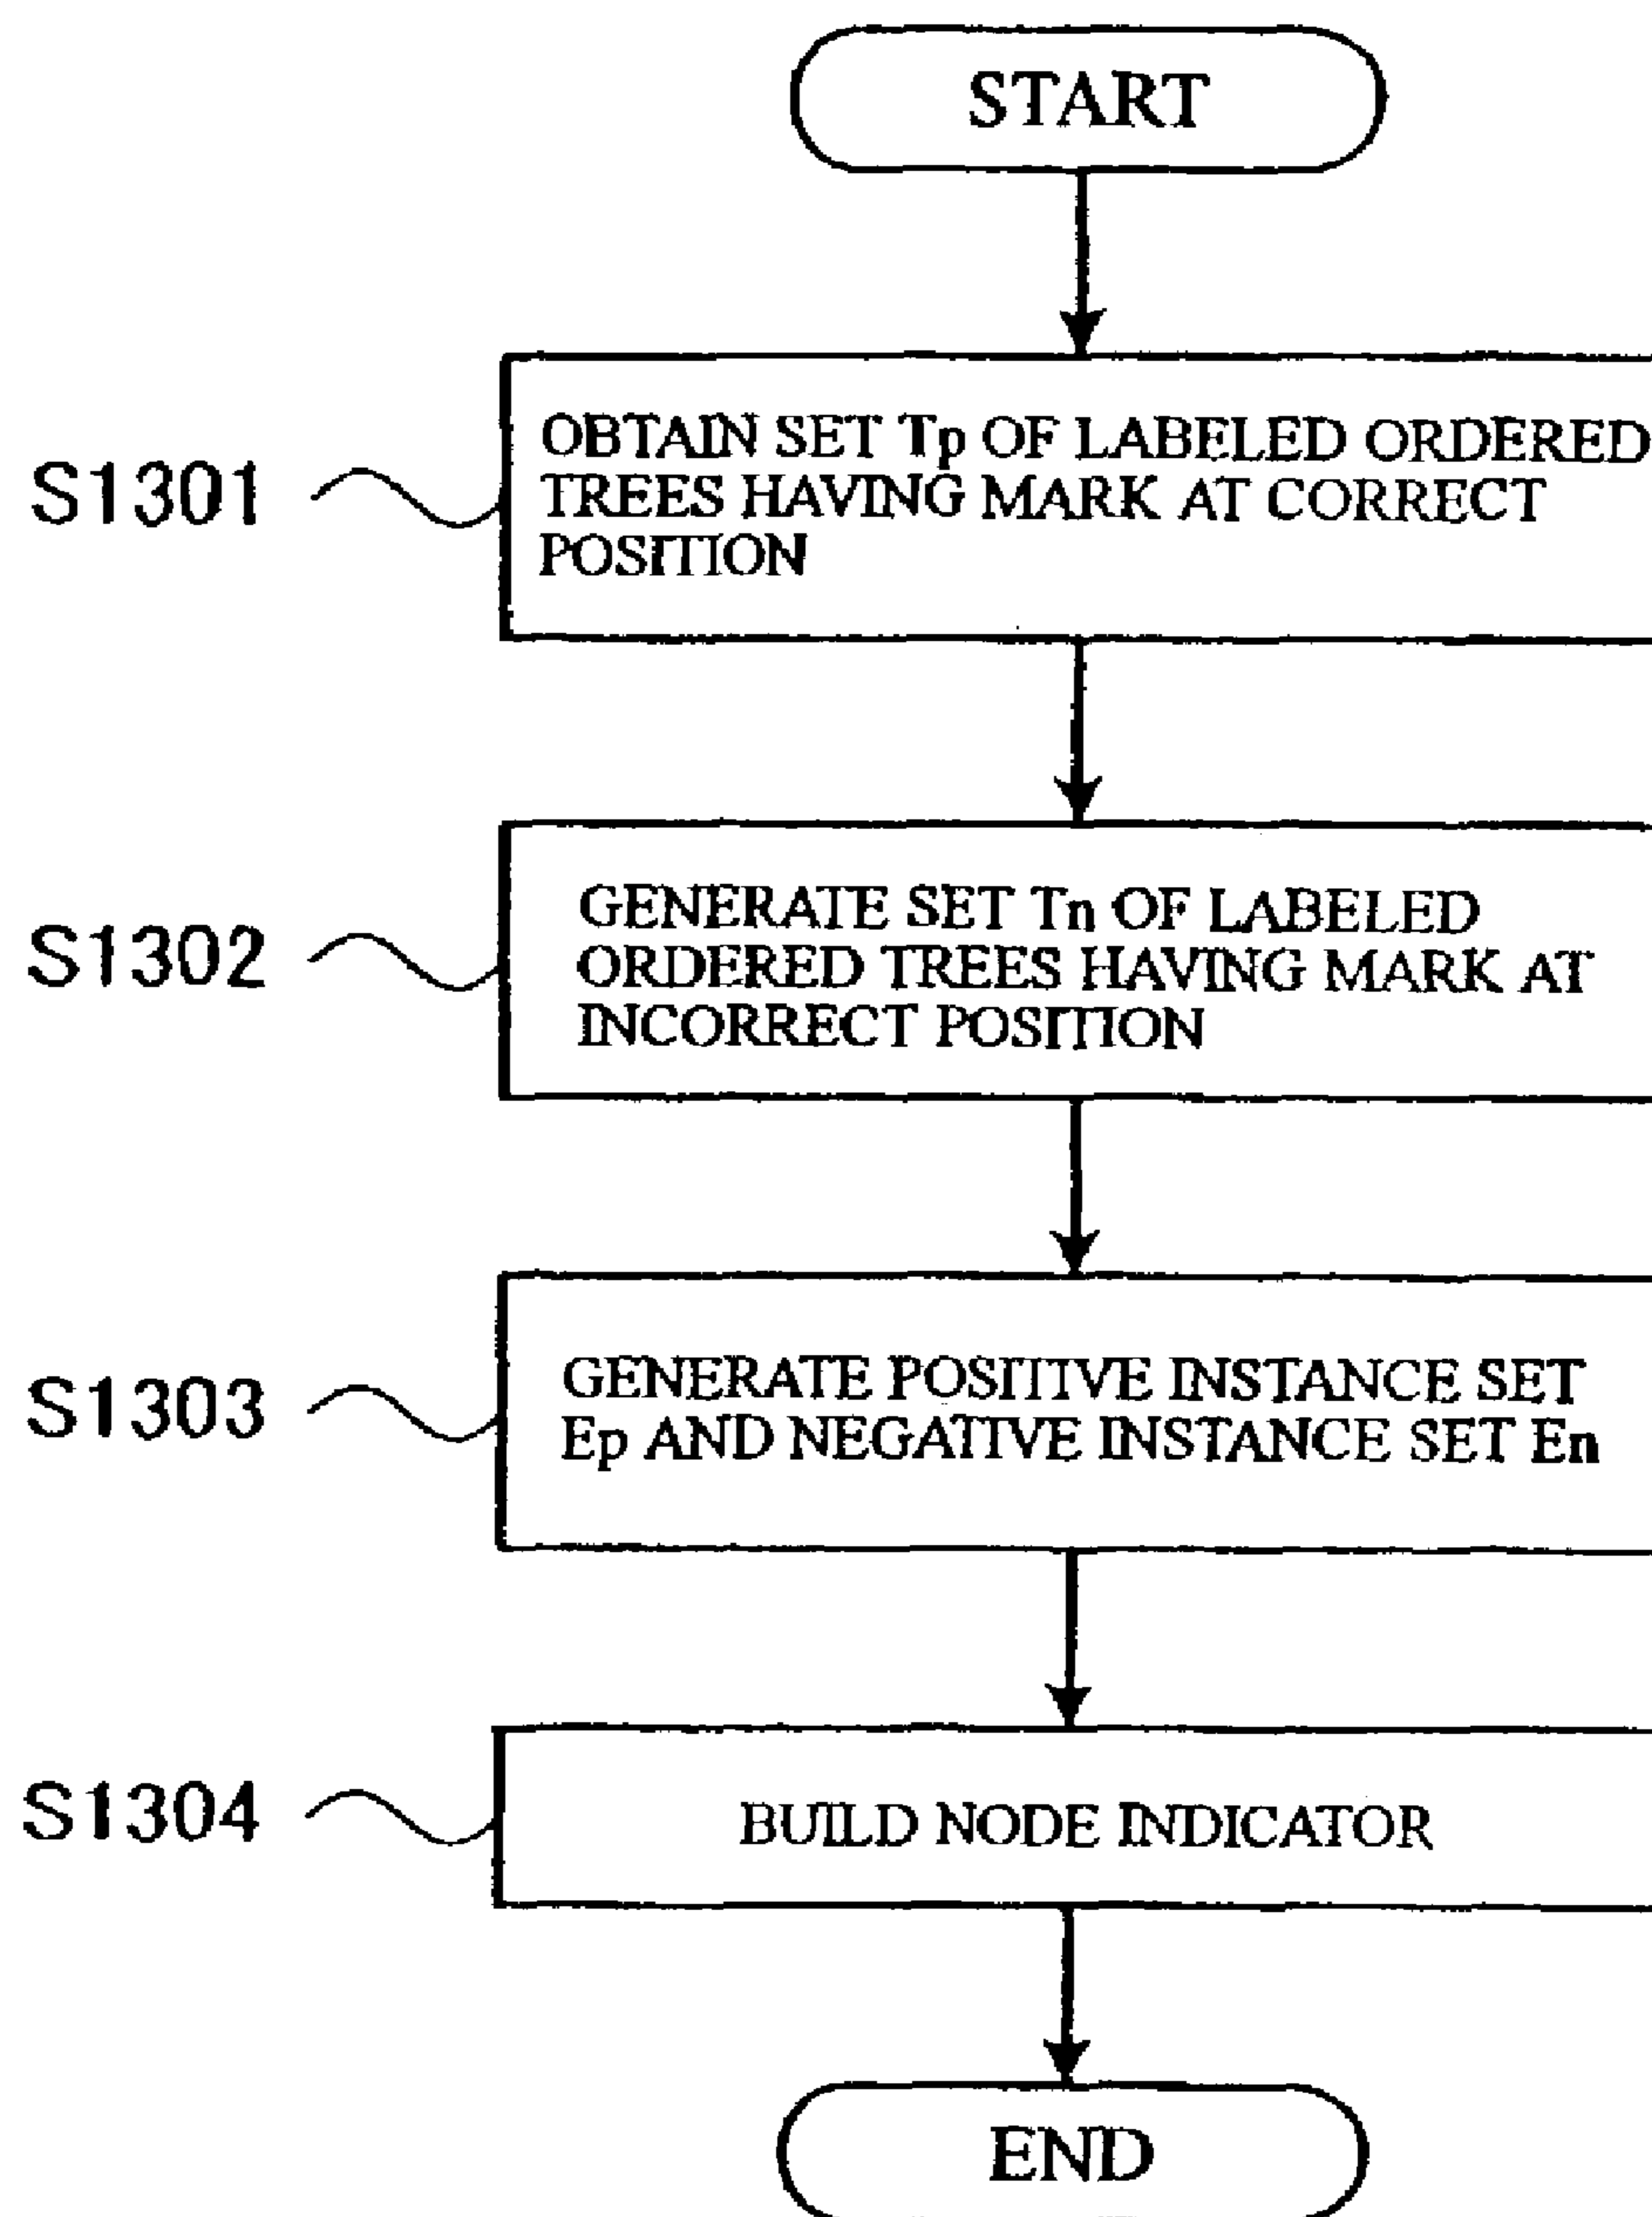 START
S1301
OBTAIN SET Tp OF LABELED ORDERED
TREES HAVING MARK AT CORRECT
POSITION
S1302
GENERATE SET Tn OF LABELED
ORDERED TREES HAVING MARK AT
INCORRECT POSITION
S1303
GENERATE POSITIVE INSTANCE SET
Ep AND NEGATIVE INSTANCE SET En
S1304
BUILD NODE INDICATOR
END